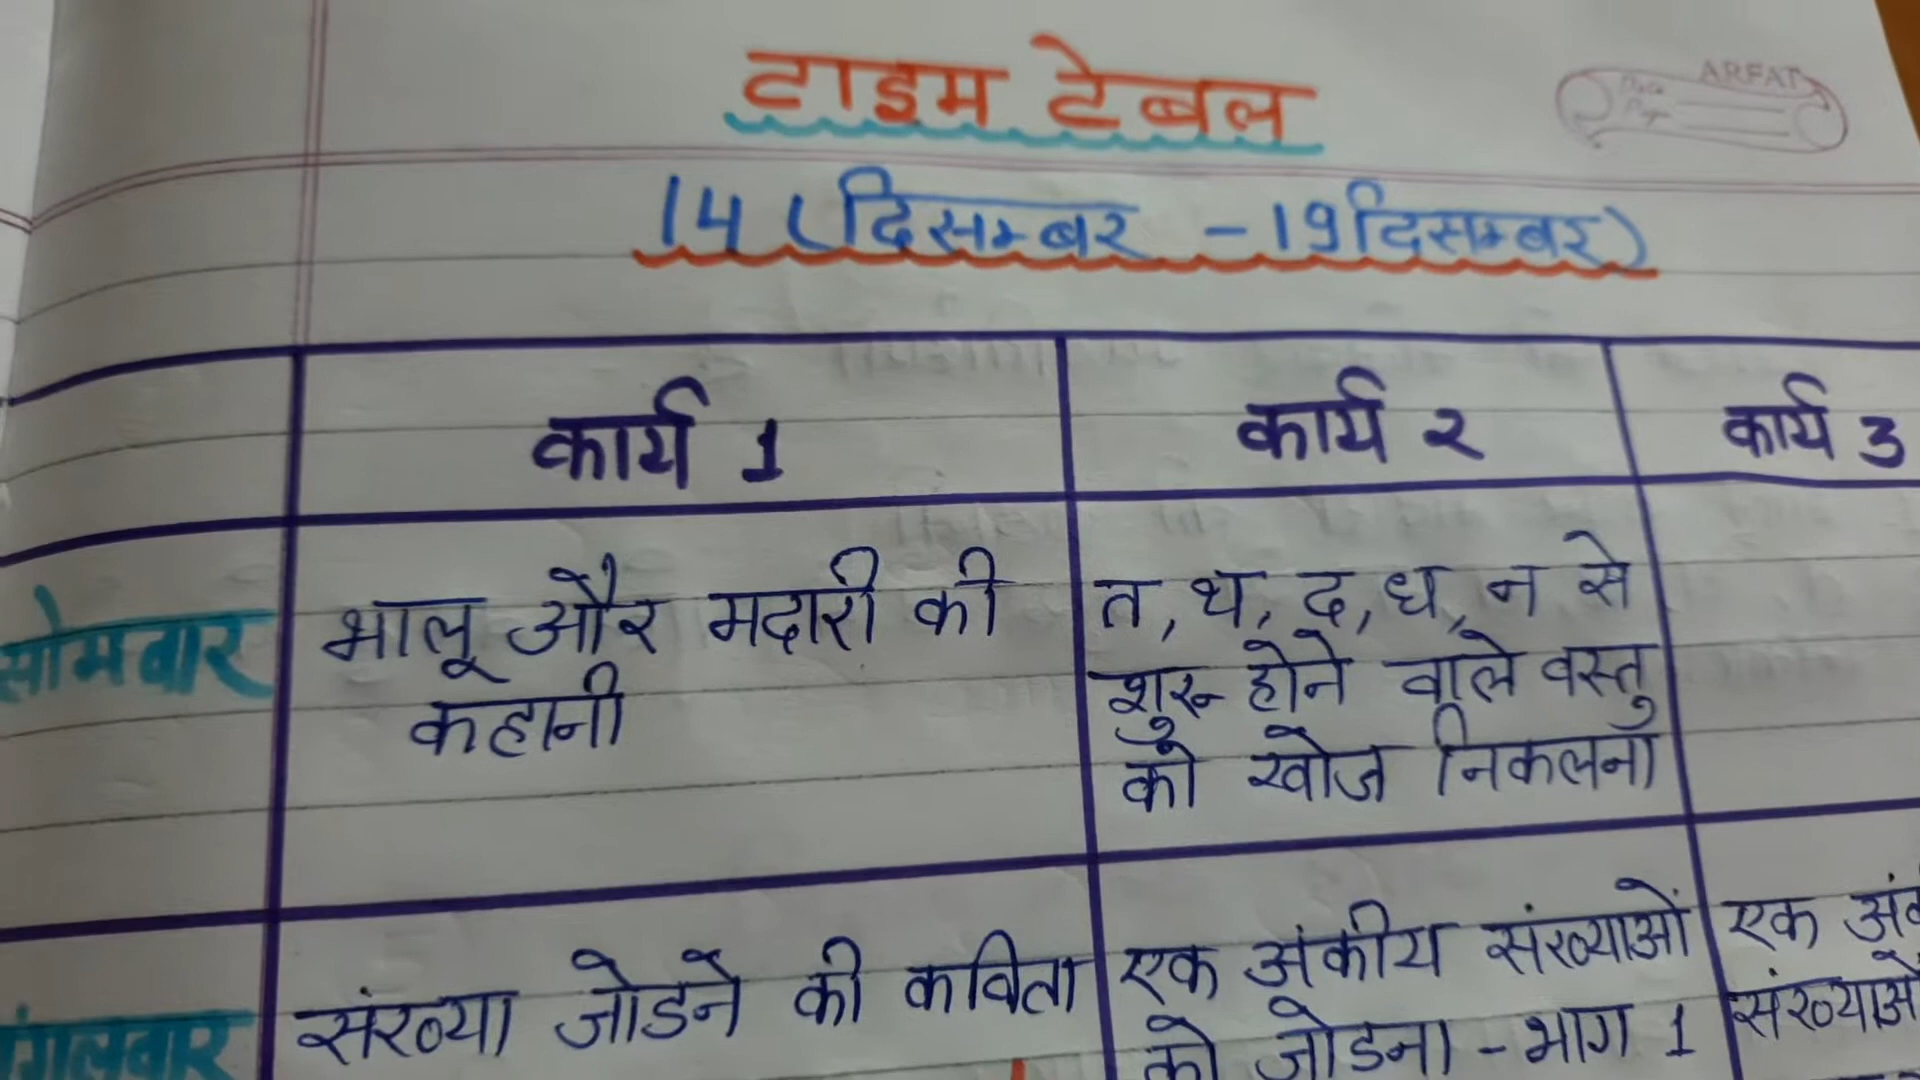 टाइम टेब्बल
ARFAT
14 (दिसम्बर - 19 दिसम्बर)
कार्य 1 कार्य २ कार्य 3
सोमवार भालू और मदारी की कहानी
त, थ, द, ध, न से
शुरू होने वाले वस्तु
को खोज निकलना
संख्या जोडने की कविता
एक अंकीय संख्याओं
को जोडना - भाग 1
एक